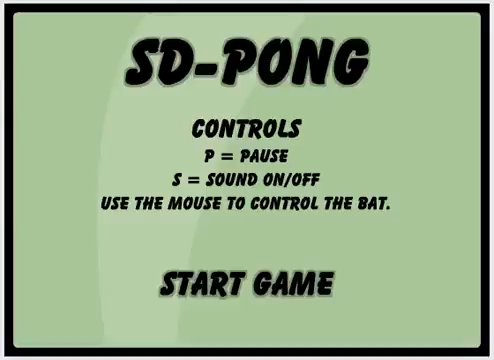 SD-PONG
CONTROLS
P = PAUSE
S = SOUND ON/OFF
USE THE MOUSE TO CONTROL THE BAT.
START GAME